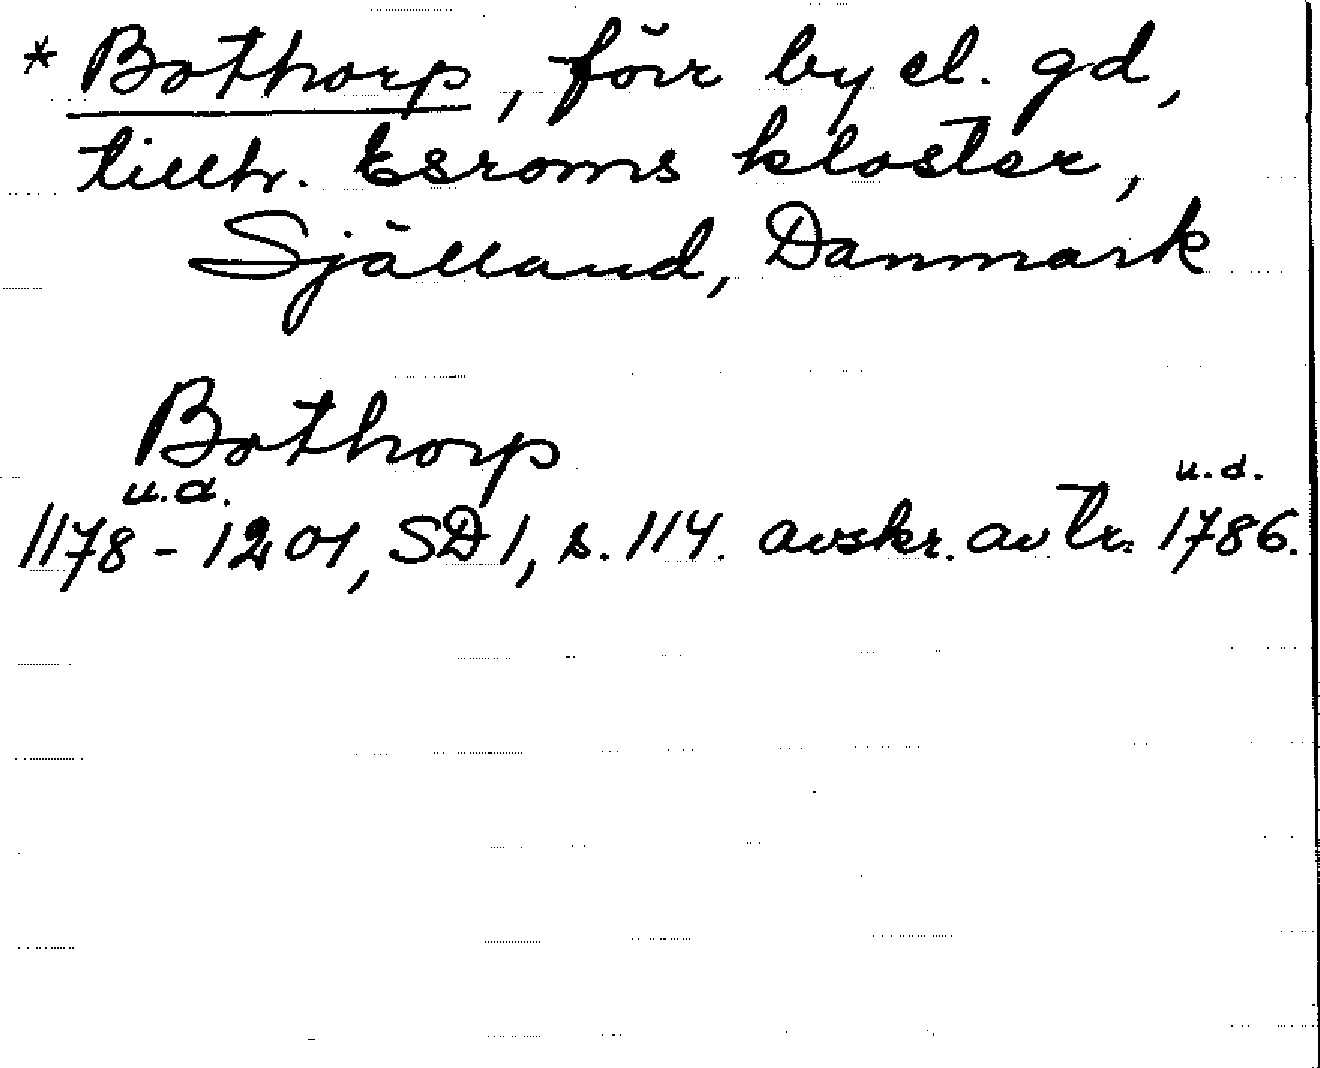 * Bothorp, förr by el. gd,
tillh. Esroms kloster,
Själland, Danmark
Bothorp
u.d. u.d.
1178-1201, SD 1, s. 114. avskr. av tr. 1786.